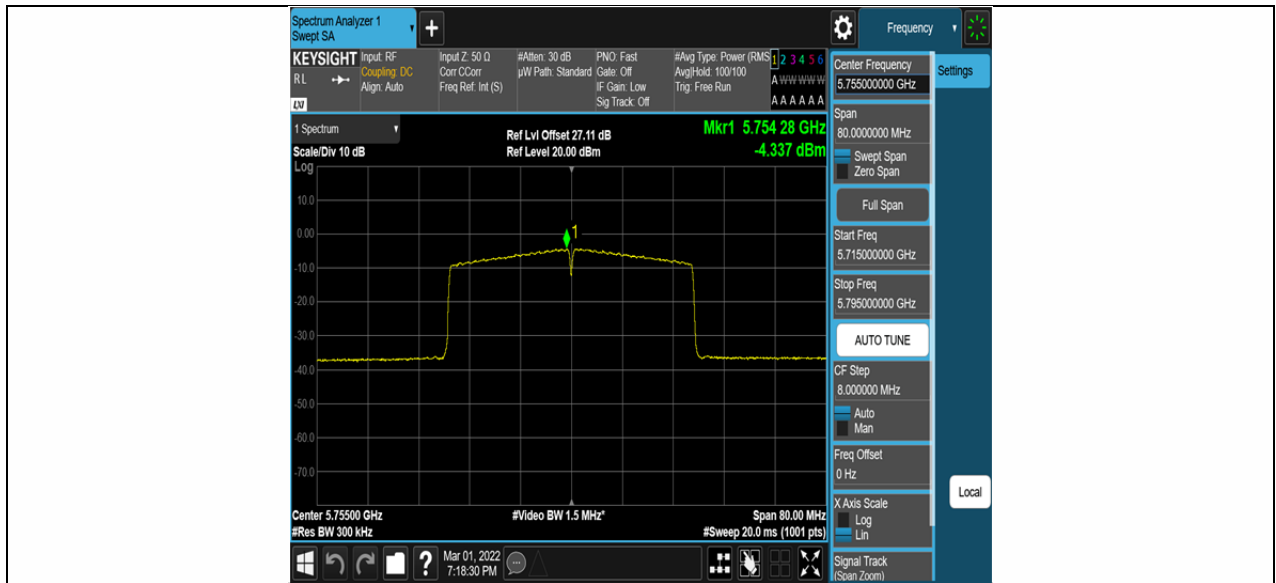 Spectrum Analyzer 1
Swept SA
+
Frequency
KEYSIGHT
RL
LXI
Input: RF
Coupling: DC
Align: Auto
Input Z: 50 Ω
Corr CCorr
Freq Ref: Int (S)
#Atten: 30 dB
µW Path: Standard
PNO: Fast
Gate: Off
IF Gain: Low
Sig Track: Off
#Avg Type: Power (RMS
Avg|Hold: 100/100
Trig: Free Run
1 2 3 4 5 6
A W W W W W
A A A A A A
1 Spectrum
Scale/Div 10 dB
Log
Ref Lvl Offset 27.11 dB
Ref Level 20.00 dBm
Mkr1 5.754 28 GHz
-4.337 dBm
10.0
0.00
-10.0
-20.0
-30.0
-40.0
-50.0
-60.0
-70.0
1
Center 5.75500 GHz
#Res BW 300 kHz
#Video BW 1.5 MHz*
Span 80.00 MHz
#Sweep 20.0 ms (1001 pts)
?
Mar 01, 2022
7:18:30 PM
Center Frequency
5.755000000 GHz
Span
80.0000000 MHz
Swept Span
Zero Span
Full Span
Start Freq
5.715000000 GHz
Stop Freq
5.795000000 GHz
AUTO TUNE
CF Step
8.000000 MHz
Auto
Man
Freq Offset
0 Hz
X Axis Scale
Log
Lin
Signal Track
(Span Zoom)
Settings
Local